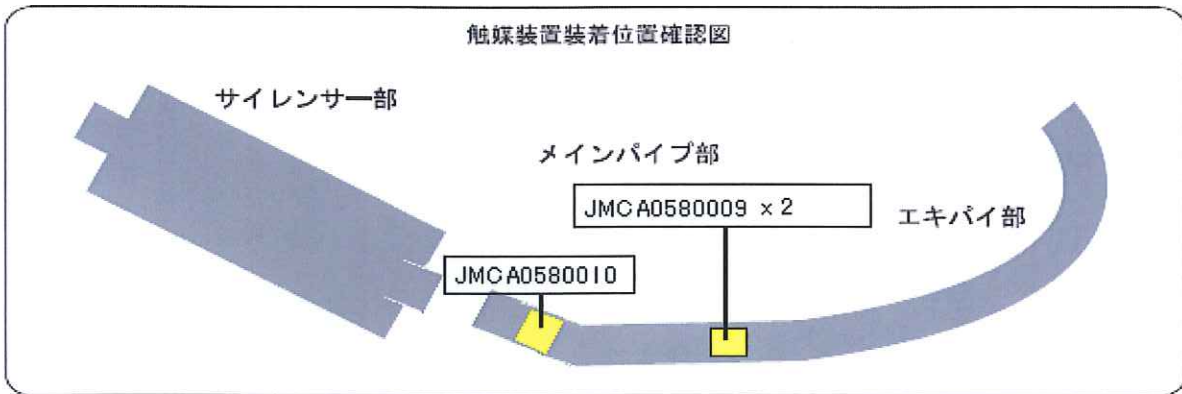 触媒装置装着位置確認図
サイレンサー部
メインパイプ部
JMCA0580009 x 2
エキパイ部
JMCA0580010